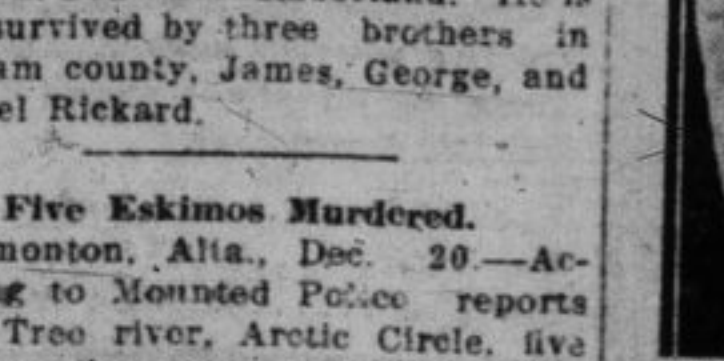 survived by three brothers in
am county, James, George, and
el Rickard.
Five Eskimos Murdered.
monton, Alta., Dec. 20.—Ac-
g to Mounted Police reports
Tree river, Arctic Circle, five